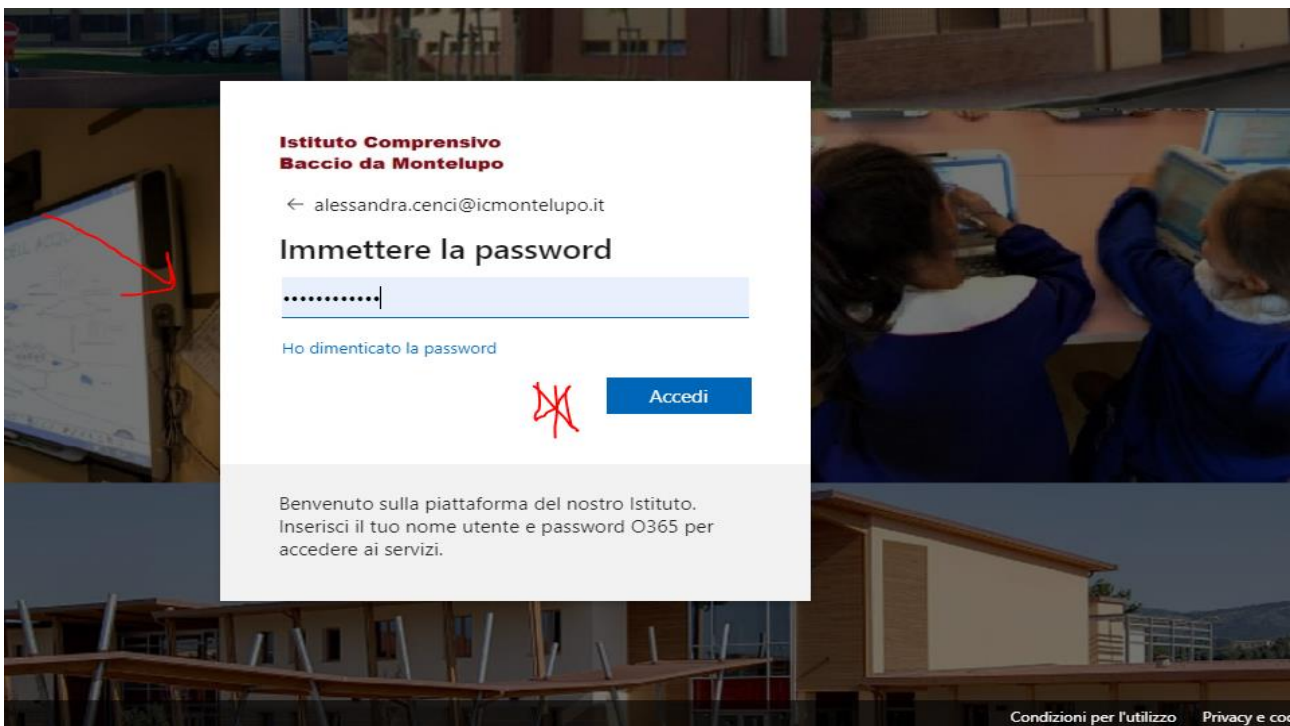 Istituto Comprensivo
Baccio da Montelupo
← alessandra.cenci@icmontelupo.it
Immettere la password
••••••••••••
Ho dimenticato la password
Accedi
Benvenuto sulla piattaforma del nostro Istituto.
Inserisci il tuo nome utente e password O365 per
accedere ai servizi.
Condizioni per l'utilizzo Privacy e coo